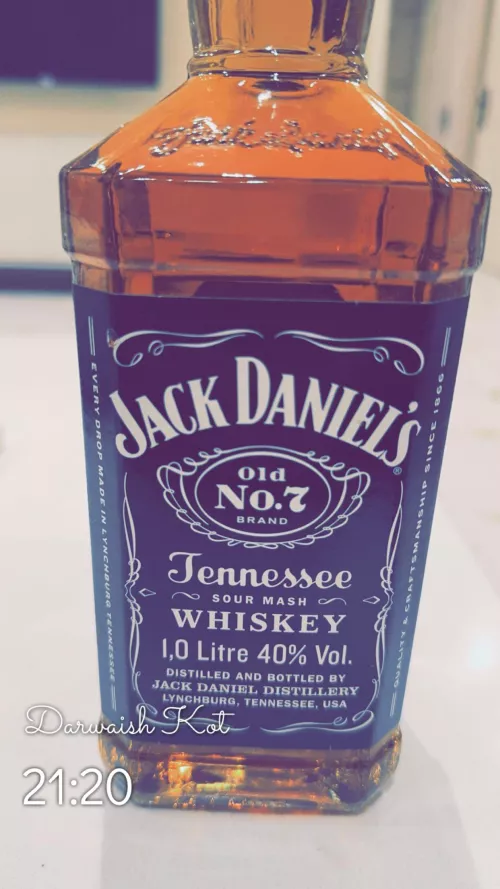 Jack Daniel
JACK DANIEL'S
®
Old
No.7
BRAND
Tennessee
SOUR MASH
WHISKEY
1,0 Litre 40% Vol.
DISTILLED AND BOTTLED BY
JACK DANIEL DISTILLERY
LYNCHBURG, TENNESSEE, USA
EVERY DROP MADE IN LYNCHBURG, TENNESSEE
QUALITY & CRAFTSMANSHIP SINCE 1866
Darwaish Kot
21:20